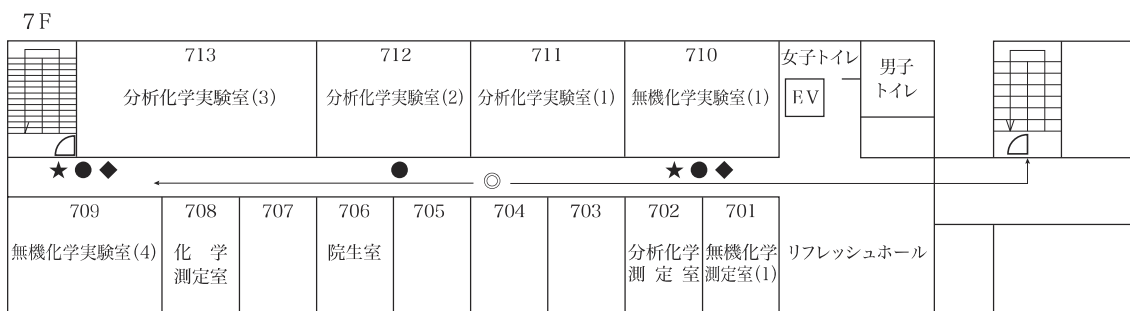 7F
713
分析化学実験室(3)
712
分析化学実験室(2)
711
分析化学実験室(1)
710
無機化学実験室(1)
女子トイレ
EV
男子
トイレ
709
無機化学実験室(4)
708
化 学
測定室
707
706
院生室
705
704
703
702
分析化学
測 定 室
701
無機化学
測定室(1)
リフレッシュホール